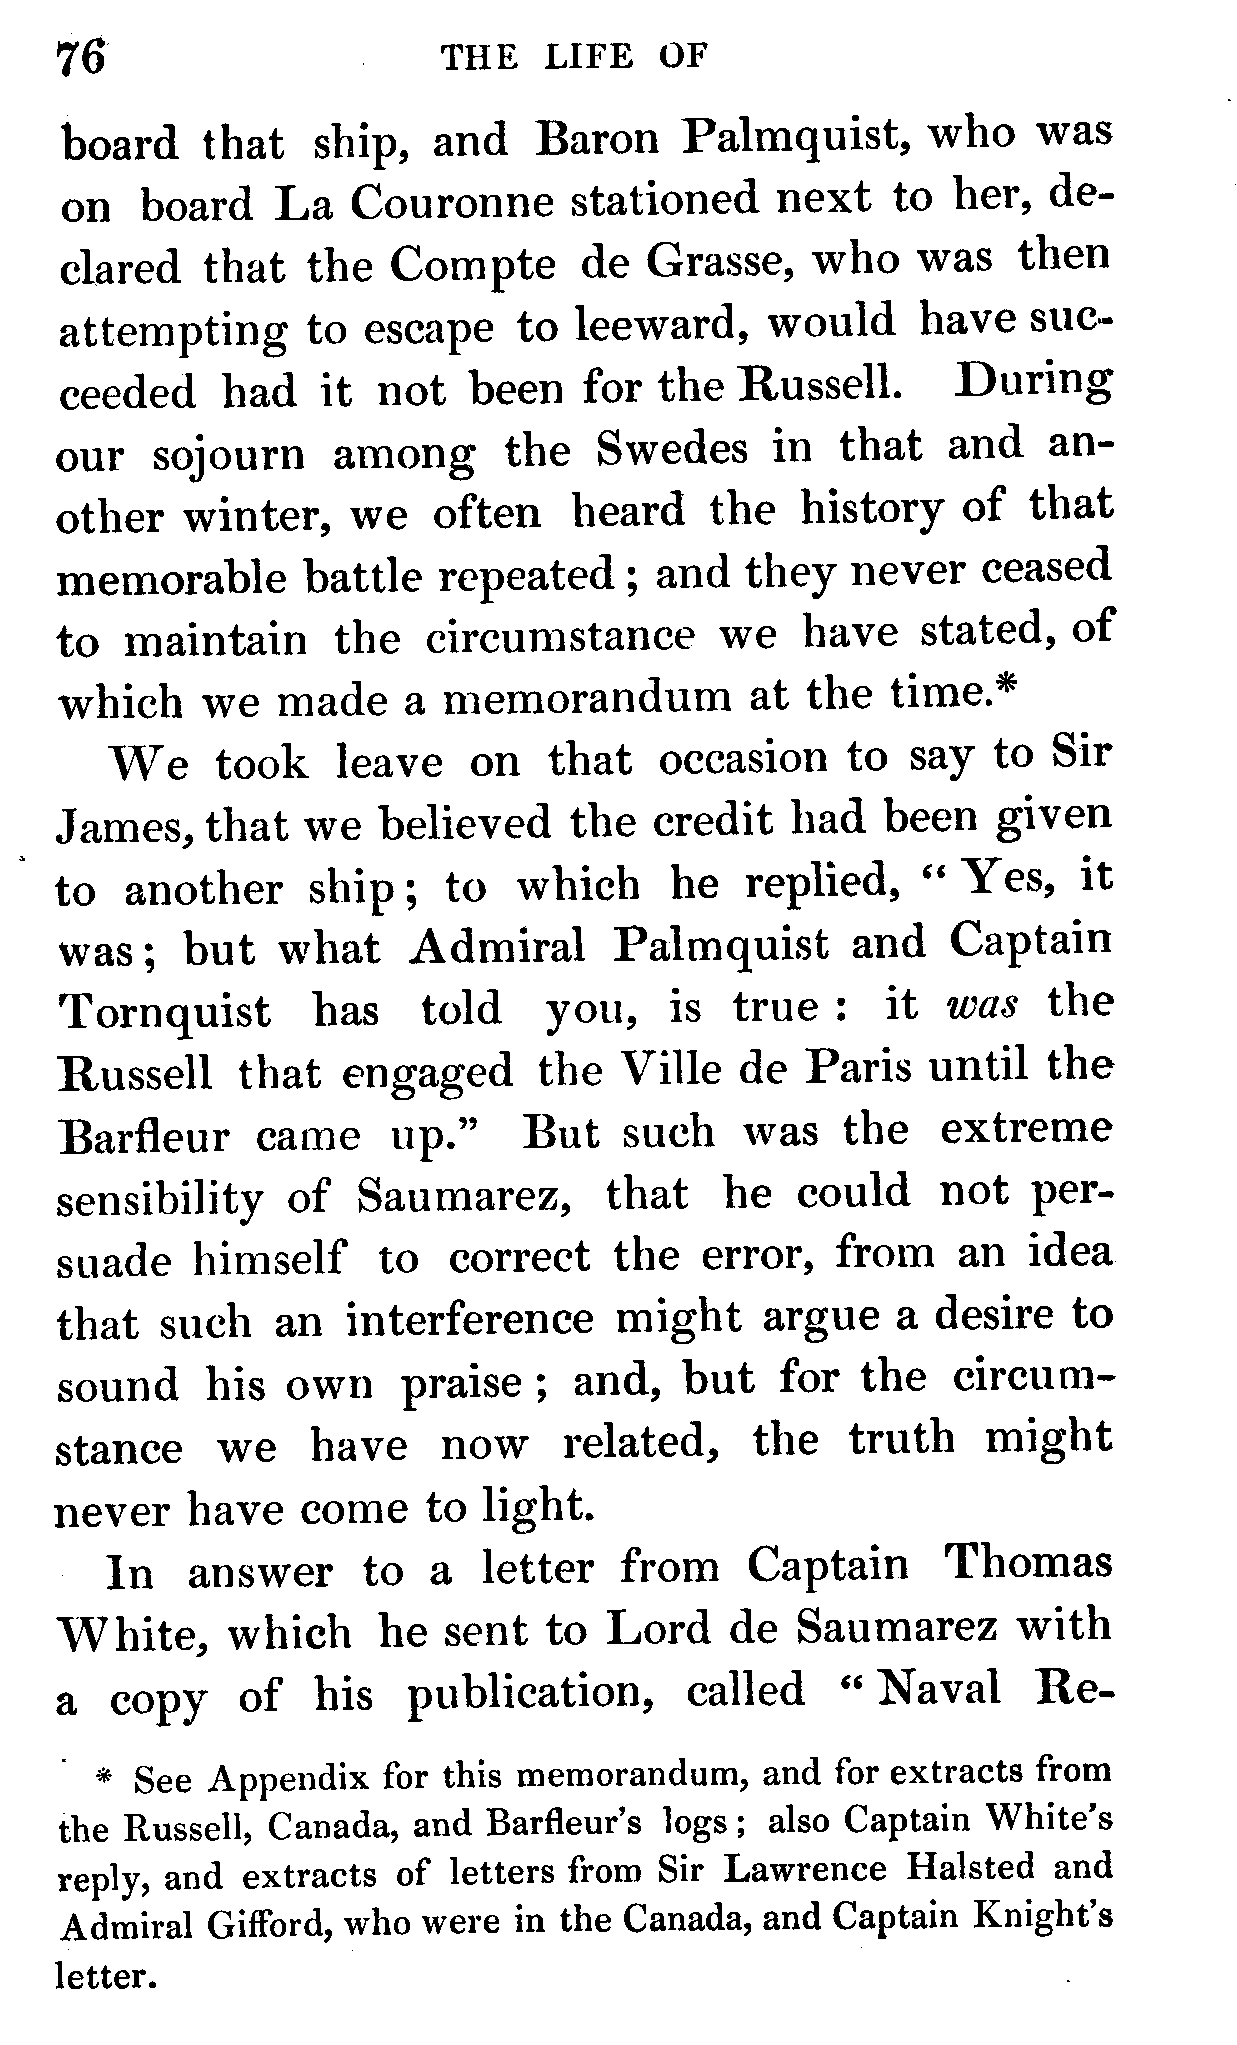 76 THE LIFE OF
board that ship, and Baron Palmquist, who was
on board La Couronne stationed next to her, de-
clared that the Compte de Grasse, who was then
attempting to escape to leeward, would have suc-
ceeded had it not been for the Russell. During
our sojourn among the Swedes in that and an-
other winter, we often heard the history of that
memorable battle repeated; and they never ceased
to maintain the circumstance we have stated, of
which we made a memorandum at the time.*
We took leave on that occasion to say to Sir
James, that we believed the credit had been given
to another ship; to which he replied, "Yes, it
was; but what Admiral Palmquist and Captain
Tornquist has told you, is true: it was the
Russell that engaged the Ville de Paris until the
Barfleur came up." But such was the extreme
sensibility of Saumarez, that he could not per-
suade himself to correct the error, from an idea
that such an interference might argue a desire to
sound his own praise; and, but for the circum-
stance we have now related, the truth might
never have come to light.
In answer to a letter from Captain Thomas
White, which he sent to Lord de Saumarez with
a copy of his publication, called "Naval Re-
* See Appendix for this memorandum, and for extracts from
the Russell, Canada, and Barfleur's logs; also Captain White's
reply, and extracts of letters from Sir Lawrence Halsted and
Admiral Gifford, who were in the Canada, and Captain Knight's
letter.